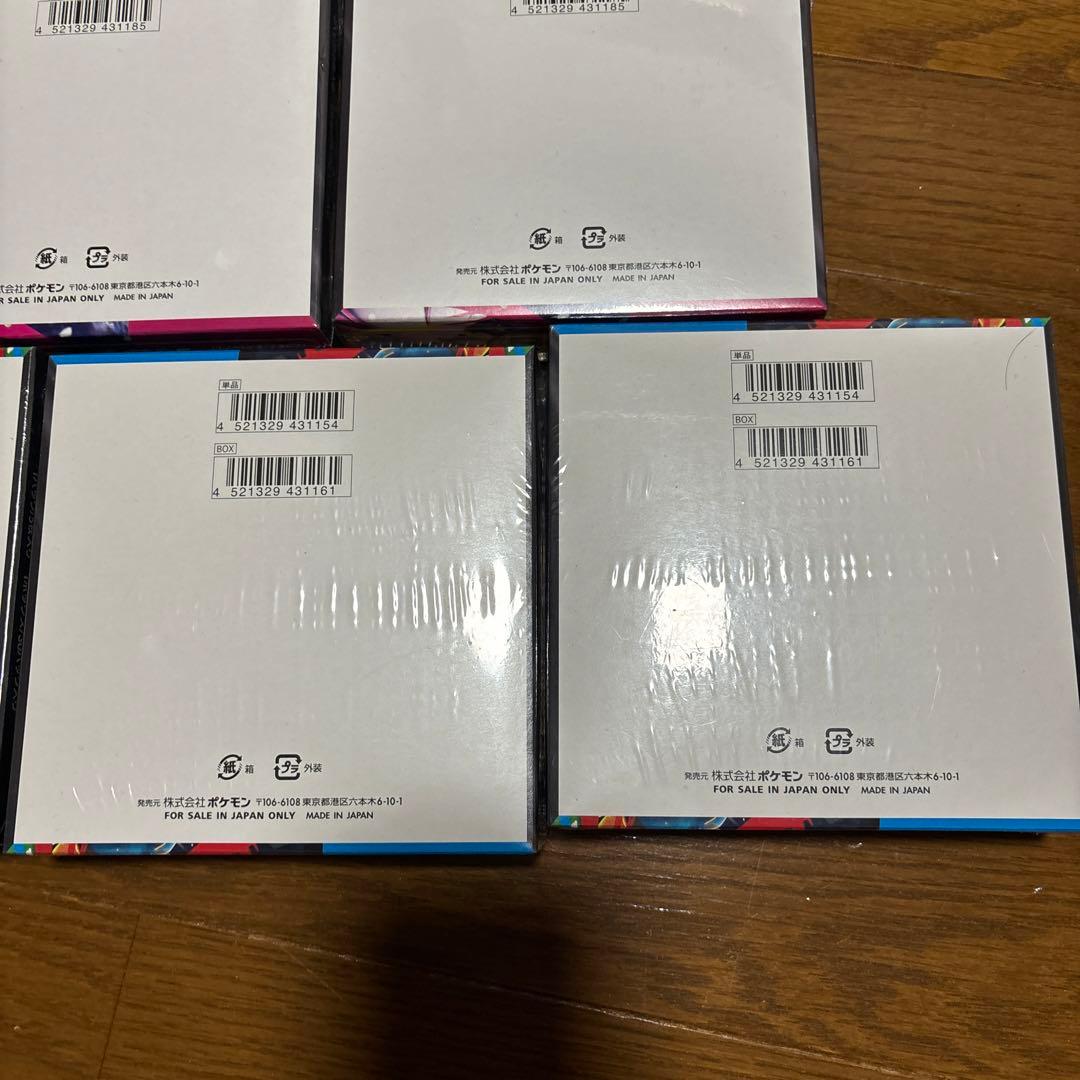 4 521329 431185
紙 箱 プラ 外装
式会社 ポケモン 〒106-6108 東京都港区六本木6-10-1
R SALE IN JAPAN ONLY MADE IN JAPAN
4 521329 431185
紙 箱 プラ 外装
発売元 株式会社 ポケモン 〒106-6108 東京都港区六本木6-10-1
FOR SALE IN JAPAN ONLY MADE IN JAPAN
単品
4 521329 431154
BOX
4 521329 431161
紙 箱 プラ 外装
発売元 株式会社 ポケモン 〒106-6108 東京都港区六本木6-10-1
FOR SALE IN JAPAN ONLY MADE IN JAPAN
単品
4 521329 431154
BOX
4 521329 431161
紙 箱 プラ 外装
発売元 株式会社 ポケモン 〒106-6108 東京都港区六本木6-10-1
FOR SALE IN JAPAN ONLY MADE IN JAPAN